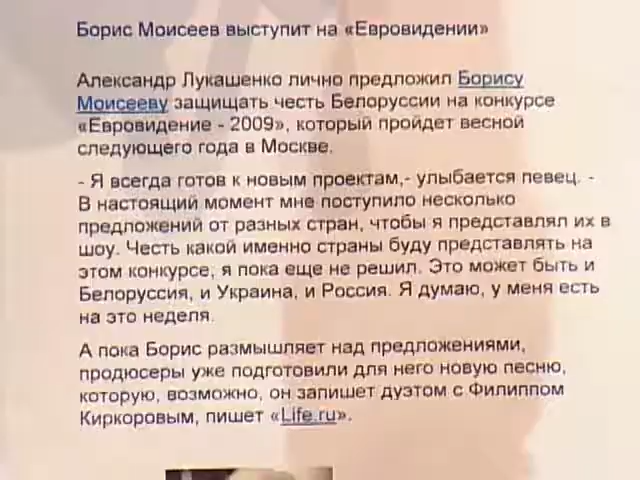 Борис Моисеев выступит на «Евровидении»
Александр Лукашенко лично предложил Борису
Моисееву защищать честь Белоруссии на конкурсе
«Евровидение - 2009», который пройдет весной
следующего года в Москве.
- Я всегда готов к новым проектам,- улыбается певец. -
В настоящий момент мне поступило несколько
предложений от разных стран, чтобы я представлял их в
шоу. Честь какой именно страны буду представлять на
этом конкурсе, я пока еще не решил. Это может быть и
Белоруссия, и Украина, и Россия. Я думаю, у меня есть
на это неделя.
А пока Борис размышляет над предложениями,
продюсеры уже подготовили для него новую песню,
которую, возможно, он запишет дуэтом с Филиппом
Киркоровым, пишет «Life.ru».